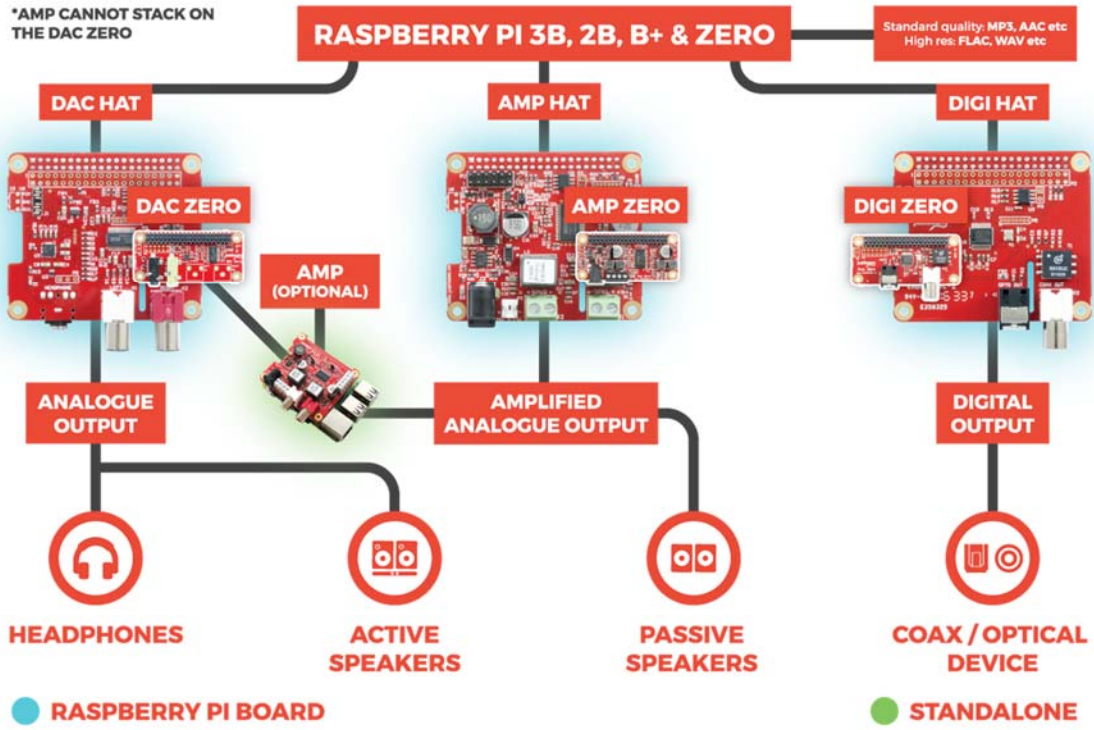 *AMP CANNOT STACK ON
THE DAC ZERO
RASPBERRY PI 3B, 2B, B+ & ZERO
Standard quality: MP3, AAC etc
High res: FLAC, WAV etc
DAC HAT
AMP HAT
DIGI HAT
DAC ZERO
AMP ZERO
DIGI ZERO
AMP
(OPTIONAL)
ANALOGUE
OUTPUT
AMPLIFIED
ANALOGUE OUTPUT
DIGITAL
OUTPUT
HEADPHONES
ACTIVE
SPEAKERS
PASSIVE
SPEAKERS
COAX / OPTICAL
DEVICE
RASPBERRY PI BOARD
STANDALONE